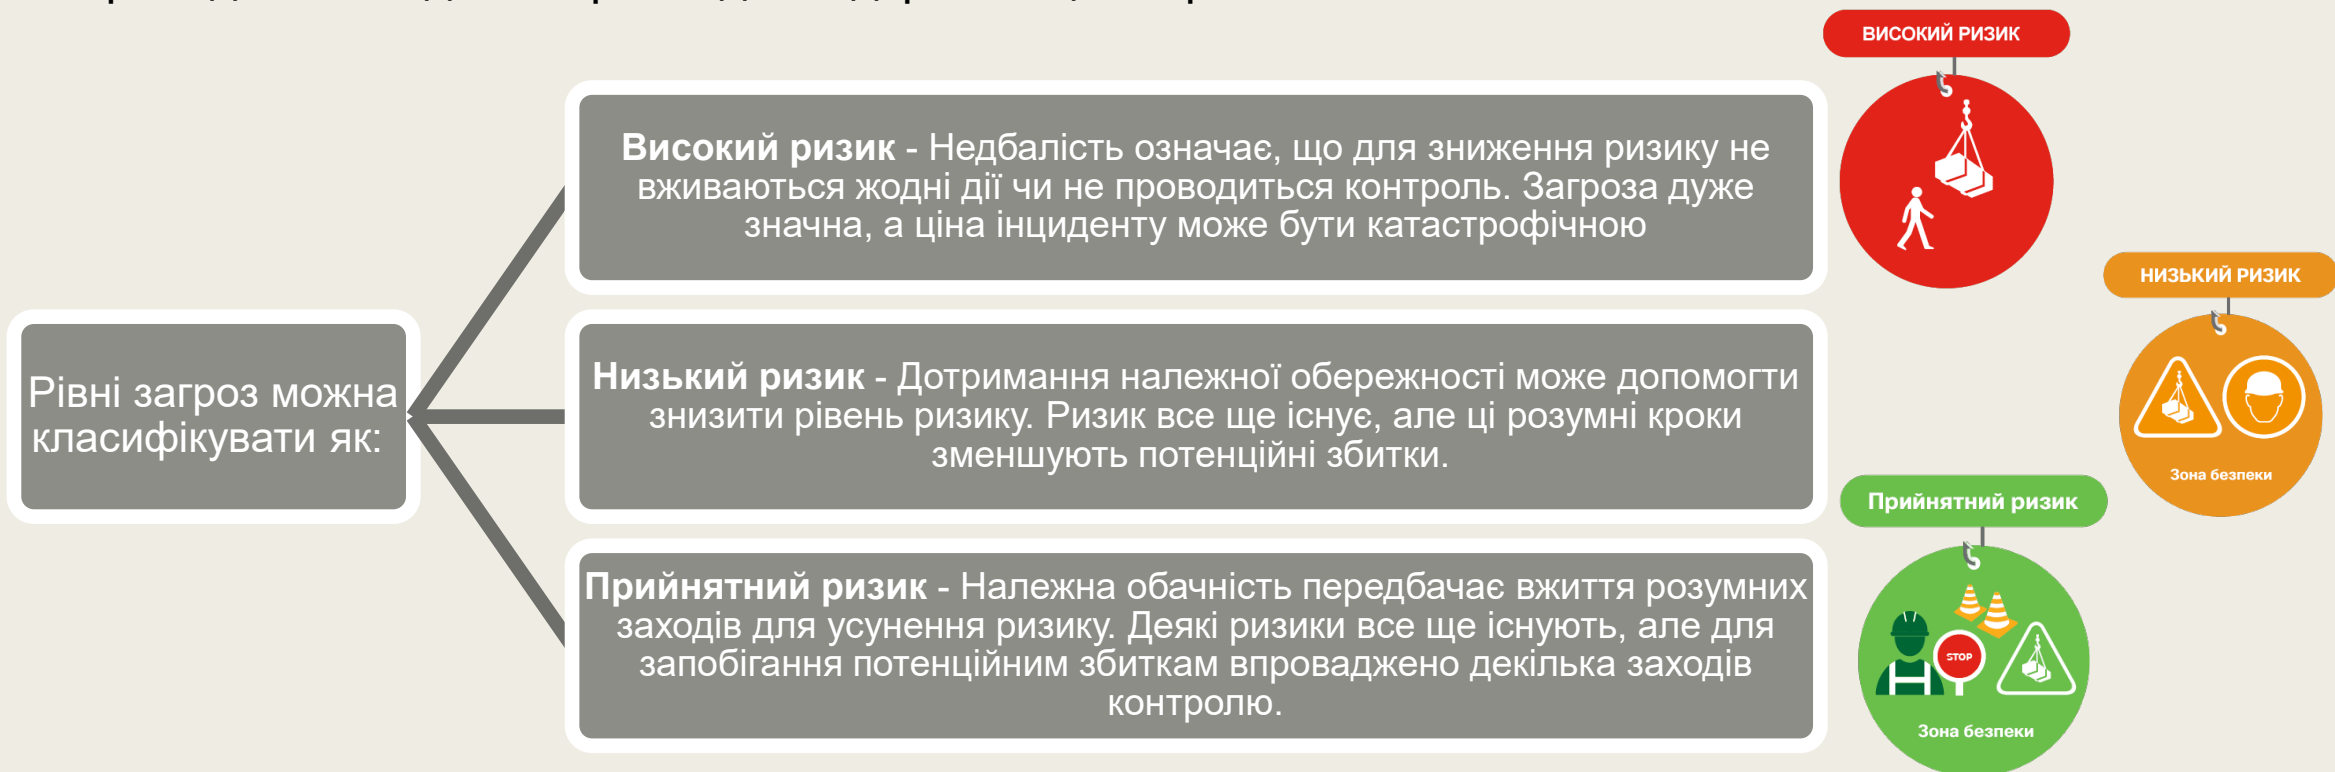 ВИСОКИЙ РИЗИК
Високий ризик - Недбалість означає, що для зниження ризику не
вживаються жодні дії чи не проводиться контроль. Загроза дуже
значна, а ціна інциденту може бути катастрофічною
НИЗЬКИЙ РИЗИК
Рівні загроз можна
класифікувати як:
Низький ризик - Дотримання належної обережності може допомогти
знизити рівень ризику. Ризик все ще існує, але ці розумні кроки
зменшують потенційні збитки.
Зона безпеки
Прийнятний ризик
Прийнятний ризик - Належна обачність передбачає вжиття розумних
заходів для усунення ризику. Деякі ризики все ще існують, але для
запобігання потенційним збиткам впроваджено декілька заходів
контролю.
STOP
Зона безпеки